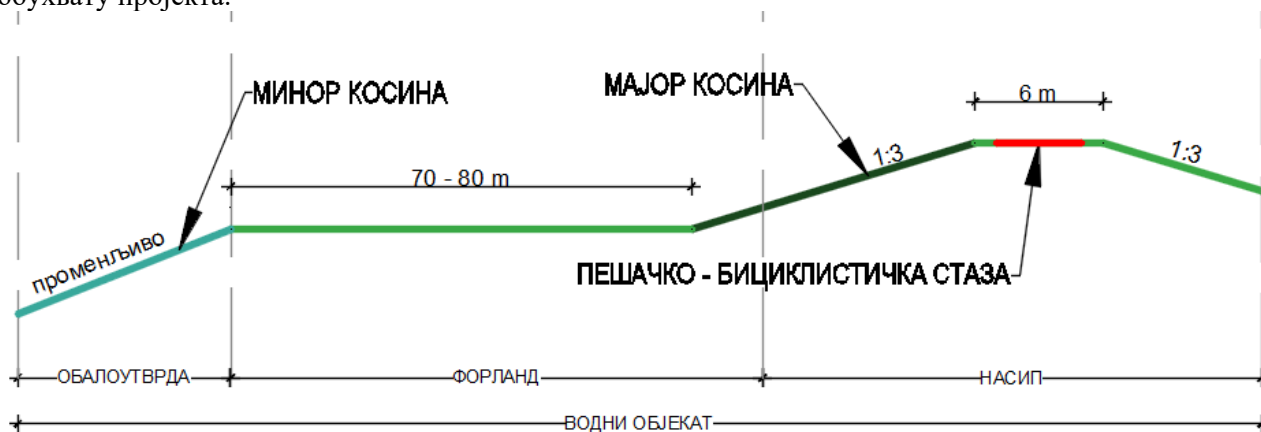 обухвату пројекта.
МИНОР КОСИНА
МАЈОР КОСИНА
6 m
1:3
1:3
70 - 80 m
променљиво
ПЕШАЧКО - БИЦИКЛИСТИЧКА СТАЗА
ОБАЛОУТВРДА
ФОРЛАНД
НАСИП
ВОДНИ ОБЈЕКАТ